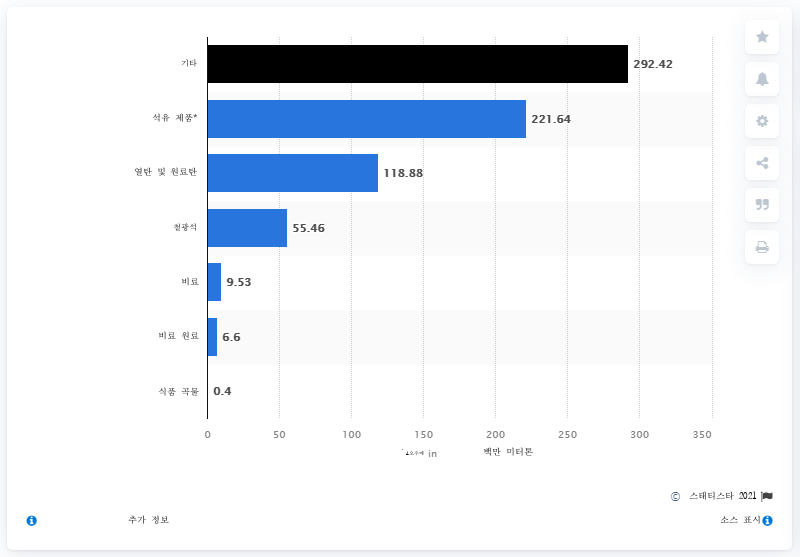 기타 292.42
석유 제품* 221.64
열탄 및 원료탄 118.88
철광석 55.46
비료 9.53
비료 원료 6.6
식품 곡물 0.4
0 50 100 150 200 250 300 350
in 백만 미터톤
© 스태티스타 2021
추가 정보 소스 표시